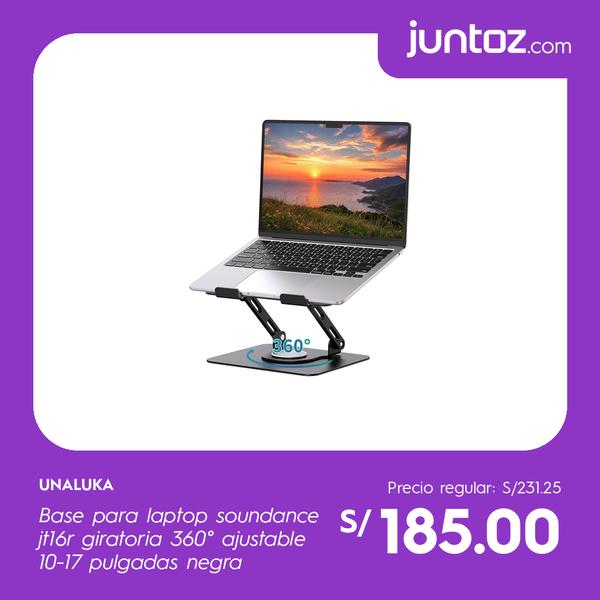 juntoz.com
360°
UNALUKA
Base para laptop soundance
jt16r giratoria 360° ajustable
10-17 pulgadas negra
Precio regular: S/231.25
S/185.00